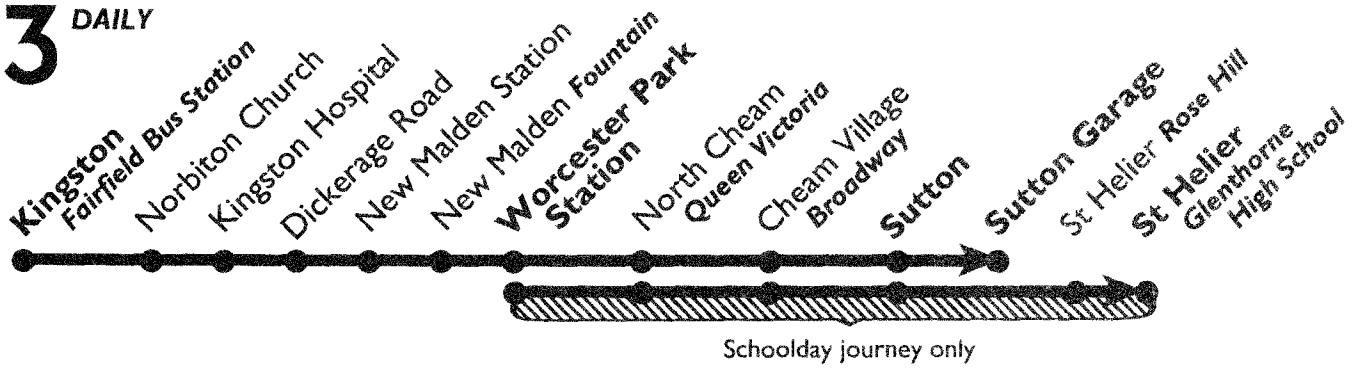 3 DAILY
Kingston
Fairfield Bus Station
Norbiton Church
Kingston Hospital
Dickerage Road
New Malden Station
New Malden Fountain
Worcester Park
Station
North Cheam
Queen Victoria
Cheam Village
Broadway
Sutton
Sutton Garage
St Helier Rose Hill
St Helier
Glenthorne
High School
Schoolday journey only